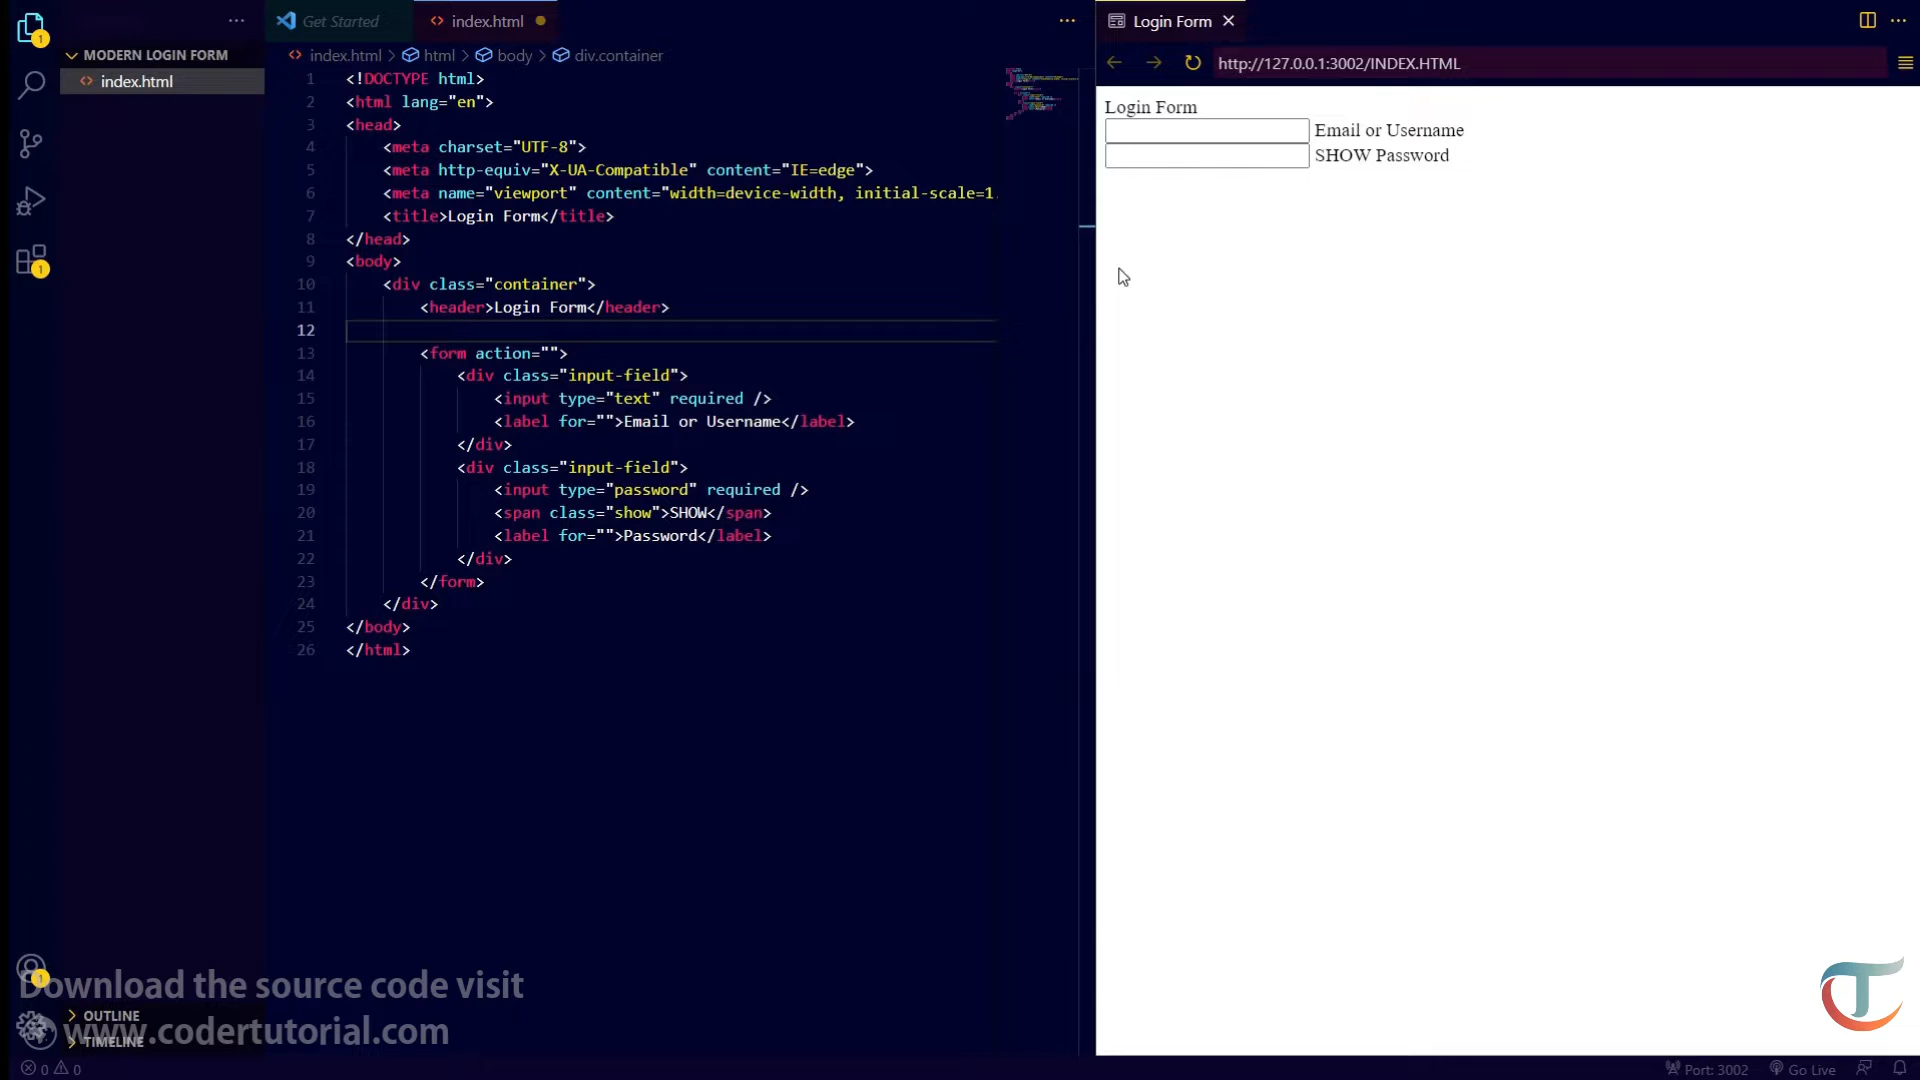 MODERN LOGIN FORM
index.html
Get Started
index.html
index.html > html > body > div.container
1 <!DOCTYPE html>
2 <html lang="en">
3 <head>
4 <meta charset="UTF-8">
5 <meta http-equiv="X-UA-Compatible" content="IE=edge">
6 <meta name="viewport" content="width=device-width, initial-scale=1.
7 <title>Login Form</title>
8 </head>
9 <body>
10 <div class="container">
11 <header>Login Form</header>
12
13 <form action="">
14 <div class="input-field">
15 <input type="text" required />
16 <label for="">Email or Username</label>
17 </div>
18 <div class="input-field">
19 <input type="password" required />
20 <span class="show">SHOW</span>
21 <label for="">Password</label>
22 </div>
23 </form>
24 </div>
25 </body>
26 </html>
Login Form
http://127.0.0.1:3002/INDEX.HTML
Login Form
Email or Username
SHOW Password
1
1
1
Download the source code visit
OUTLINE
www.codertutorial.com
TIMELINE
0 0
Port: 3002
Go Live